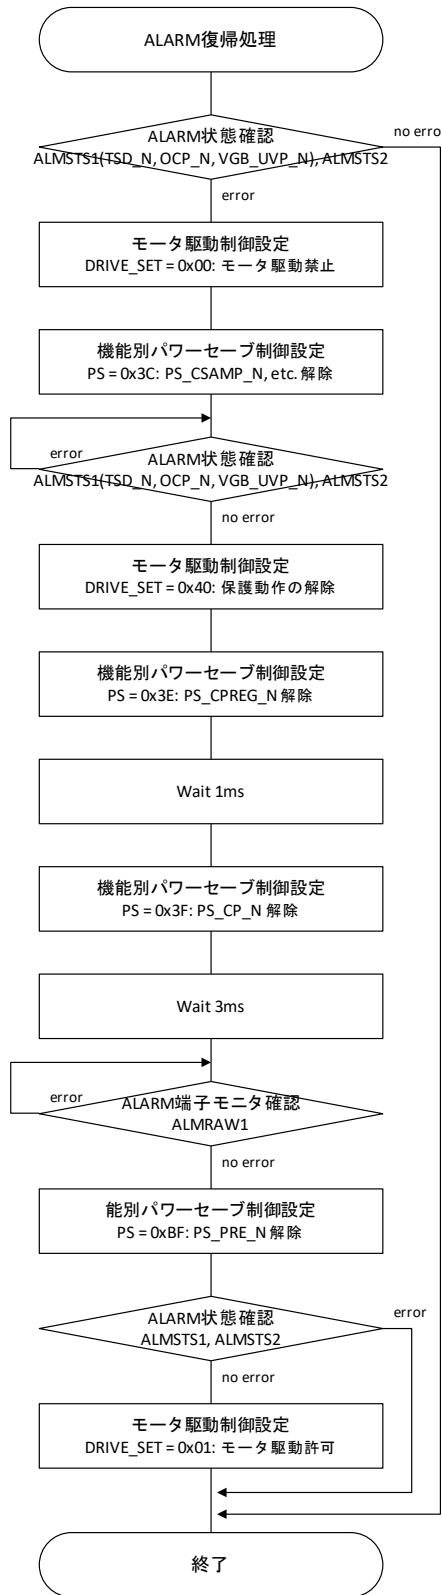 ALARM復帰処理
ALARM状態確認
ALMSTS1(TSD_N, OCP_N, VGB_UVP_N), ALMSTS2
no erro
error
モータ駆動制御設定
DRIVE_SET = 0x00: モータ駆動禁止
機能別パワーセーブ制御設定
PS = 0x3C: PS_CSAMP_N, etc. 解除
error
ALARM状態確認
ALMSTS1(TSD_N, OCP_N, VGB_UVP_N), ALMSTS2
no error
モータ駆動制御設定
DRIVE_SET = 0x40: 保護動作の解除
機能別パワーセーブ制御設定
PS = 0x3E: PS_CPREG_N 解除
Wait 1ms
機能別パワーセーブ制御設定
PS = 0x3F: PS_CP_N 解除
Wait 3ms
error
ALARM端子モニタ確認
ALMRAW1
no error
能別パワーセーブ制御設定
PS = 0xBF: PS_PRE_N 解除
ALARM状態確認
ALMSTS1, ALMSTS2
error
no error
モータ駆動制御設定
DRIVE_SET = 0x01: モータ駆動許可
終了